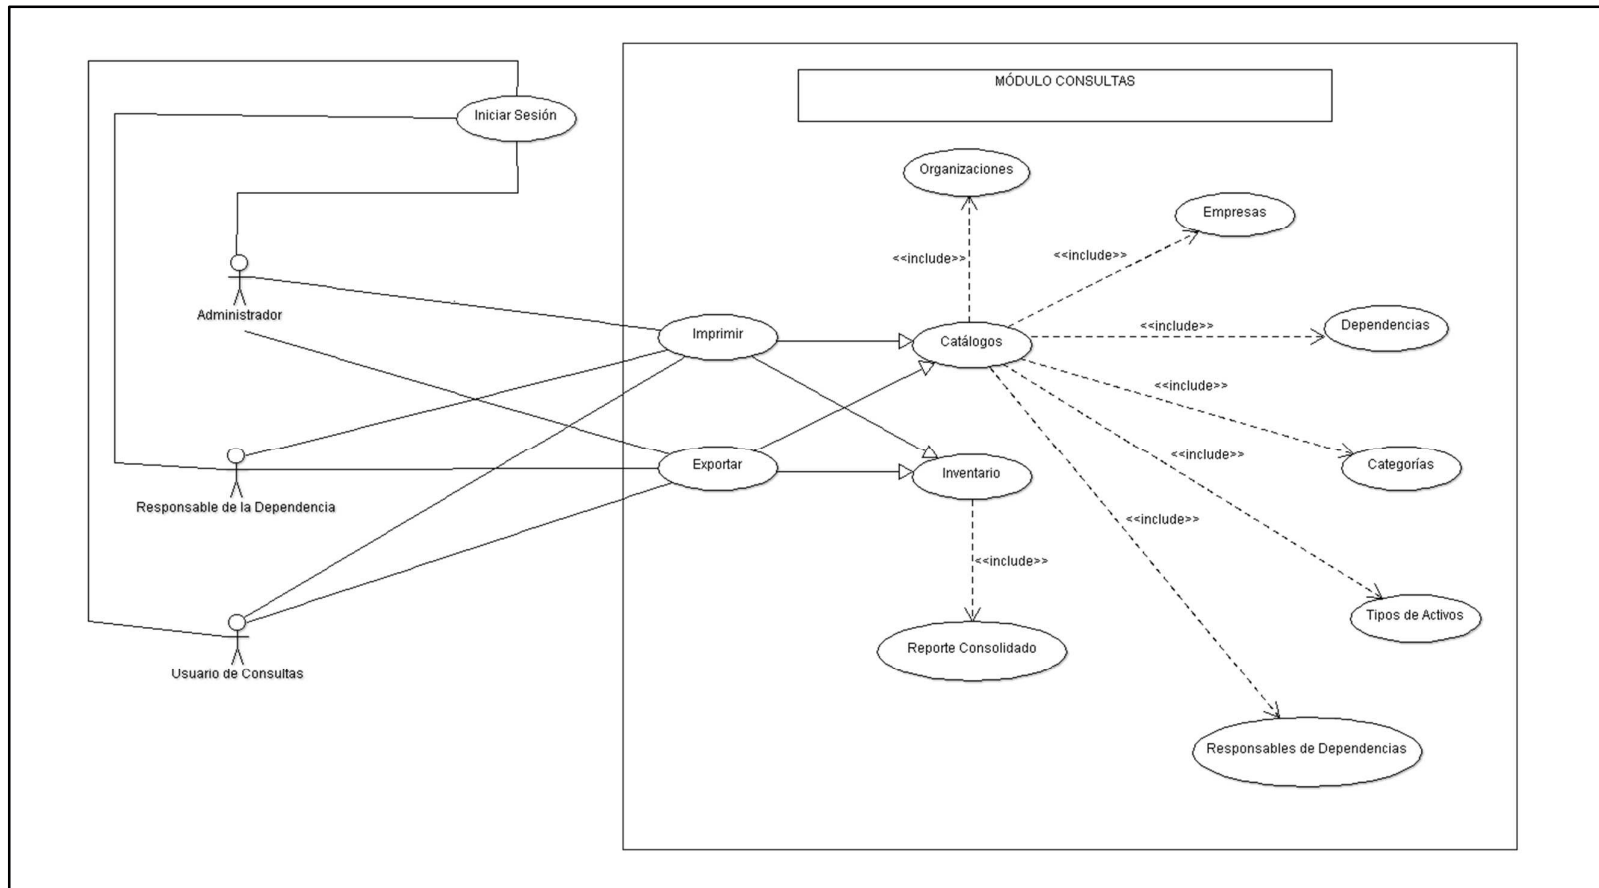 MÓDULO CONSULTAS
Iniciar Sesión
Organizaciones
Empresas
<<include>>
<<include>>
Administrador
Imprimir
Catálogos
<<include>>
Dependencias
<<include>>
Responsable de la Dependencia
Exportar
Inventario
<<include>>
Categorías
<<include>>
<<include>>
Tipos de Activos
Usuario de Consultas
Reporte Consolidado
Responsables de Dependencias